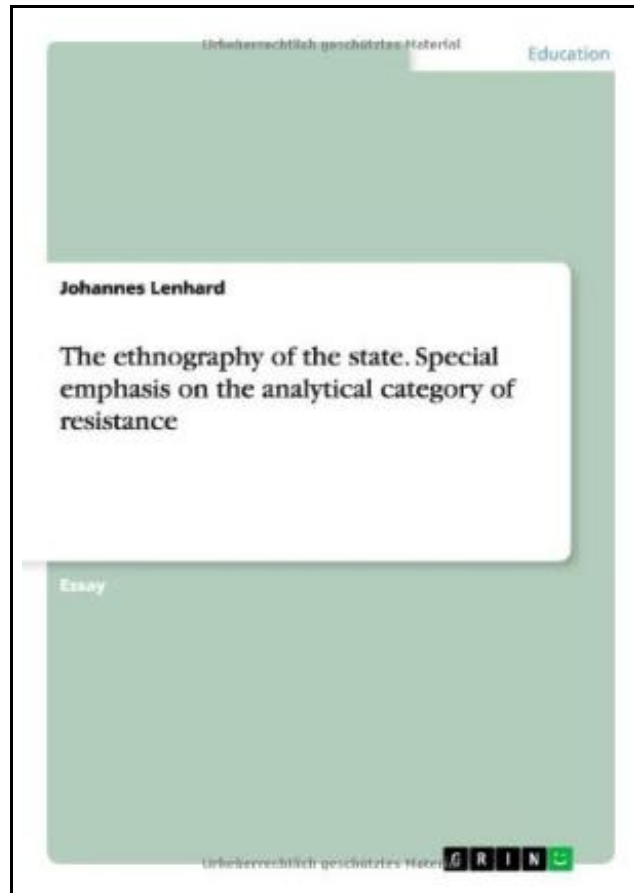 Urheberrechtlich geschütztes Material
Education
Johannes Lenhard
The ethnography of the state. Special
emphasis on the analytical category of
resistance
Essay
Urheberrechtlich geschütztes Mater
GRIN